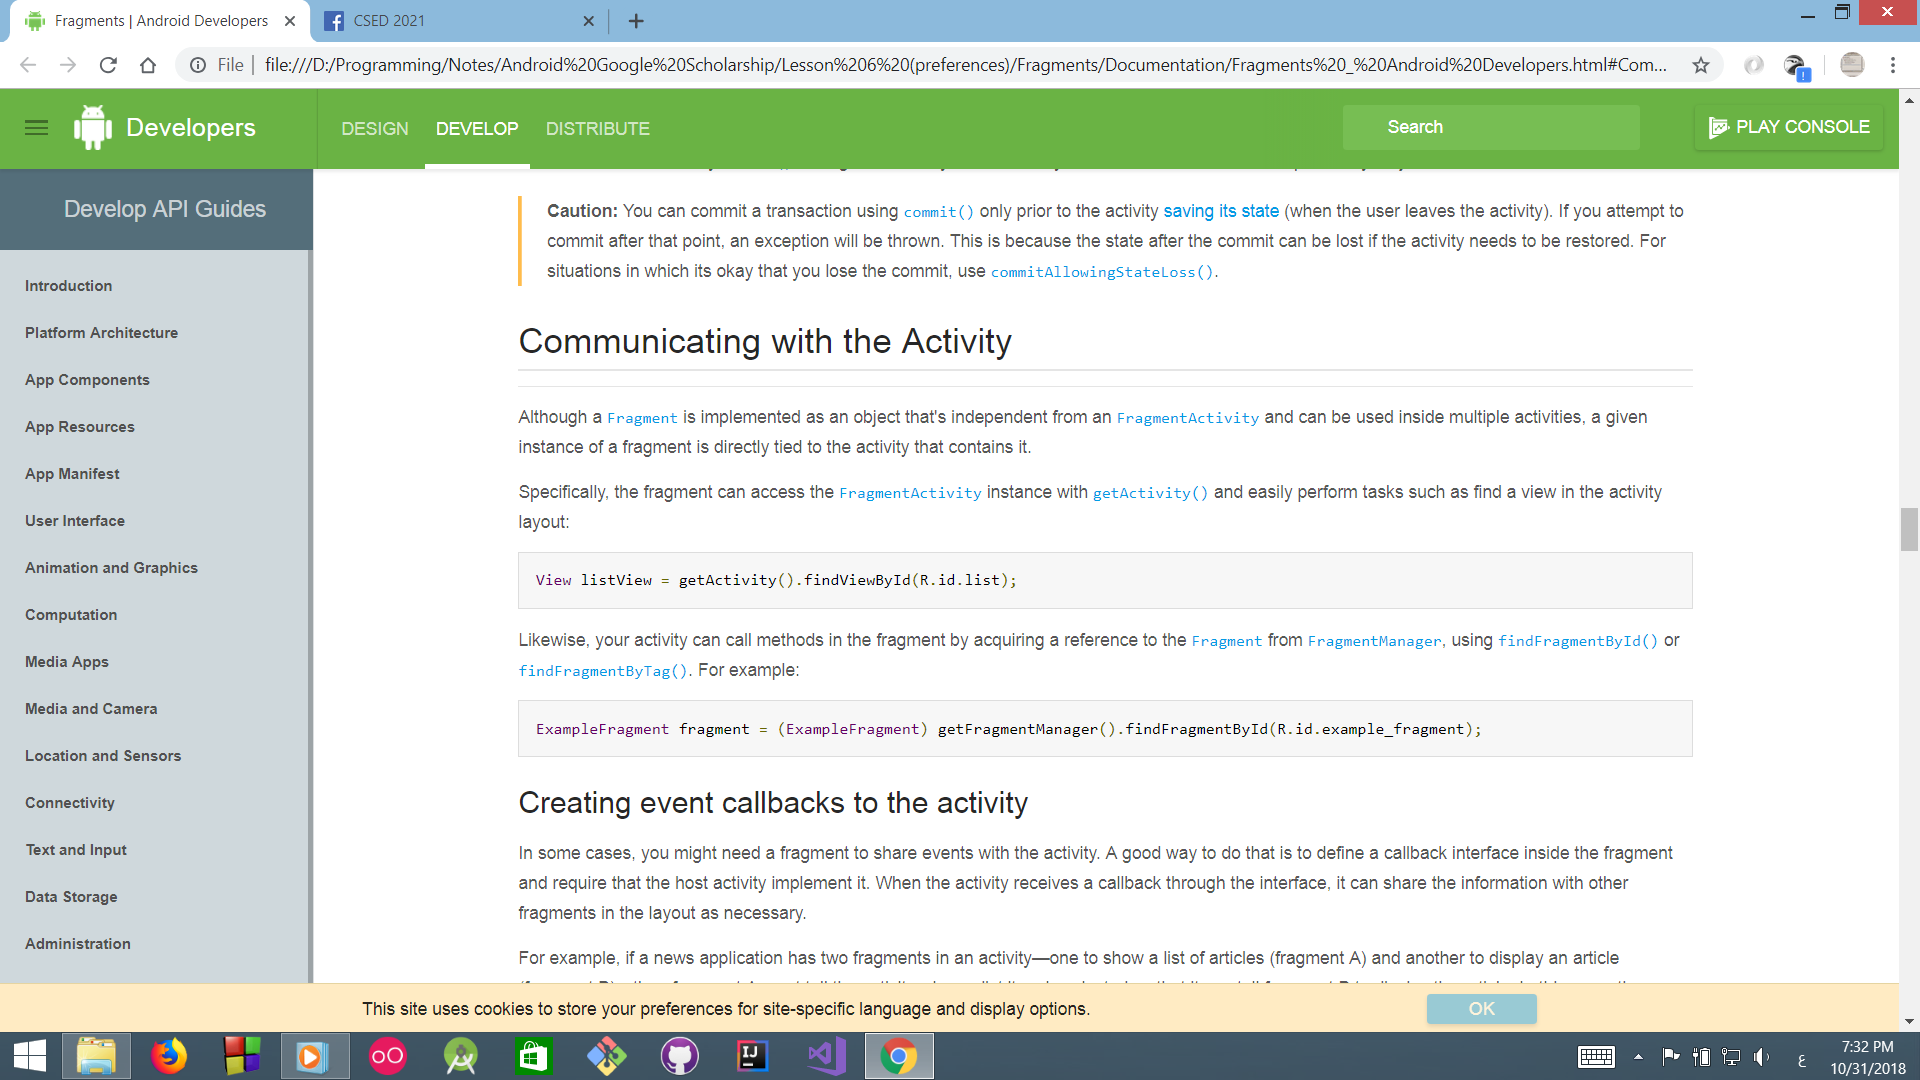 Fragments | Android Developers
CSED 2021
File
file:///D:/Programming/Notes/Android%20Google%20Scholarship/Lesson%206%20(preferences)/Fragments/Documentation/Fragments%20_%20Android%20Developers.html#Com...
Developers
DESIGN
DEVELOP
DISTRIBUTE
Search
PLAY CONSOLE
Develop API Guides
Introduction
Platform Architecture
App Components
App Resources
App Manifest
User Interface
Animation and Graphics
Computation
Media Apps
Media and Camera
Location and Sensors
Connectivity
Text and Input
Data Storage
Administration
Caution: You can commit a transaction using commit() only prior to the activity saving its state (when the user leaves the activity). If you attempt to
commit after that point, an exception will be thrown. This is because the state after the commit can be lost if the activity needs to be restored. For
situations in which its okay that you lose the commit, use commitAllowingStateLoss().
Communicating with the Activity
Although a Fragment is implemented as an object that's independent from an FragmentActivity and can be used inside multiple activities, a given
instance of a fragment is directly tied to the activity that contains it.
Specifically, the fragment can access the FragmentActivity instance with getActivity() and easily perform tasks such as find a view in the activity
layout:
View listView = getActivity().findViewById(R.id.list);
Likewise, your activity can call methods in the fragment by acquiring a reference to the Fragment from FragmentManager, using findFragmentById() or
findFragmentByTag(). For example:
ExampleFragment fragment = (ExampleFragment) getFragmentManager().findFragmentById(R.id.example_fragment);
Creating event callbacks to the activity
In some cases, you might need a fragment to share events with the activity. A good way to do that is to define a callback interface inside the fragment
and require that the host activity implement it. When the activity receives a callback through the interface, it can share the information with other
fragments in the layout as necessary.
For example, if a news application has two fragments in an activity—one to show a list of articles (fragment A) and another to display an article
This site uses cookies to store your preferences for site-specific language and display options.
OK
ع
7:32 PM
10/31/2018